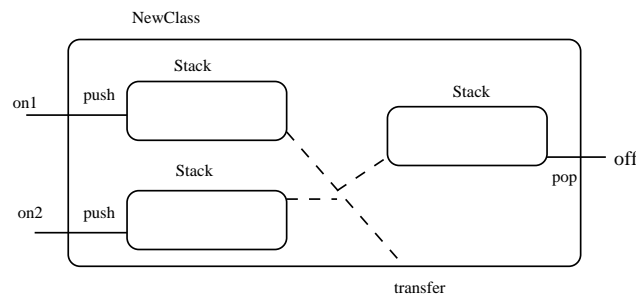 NewClass
Stack
on1
push
Stack
off
pop
Stack
on2
push
transfer